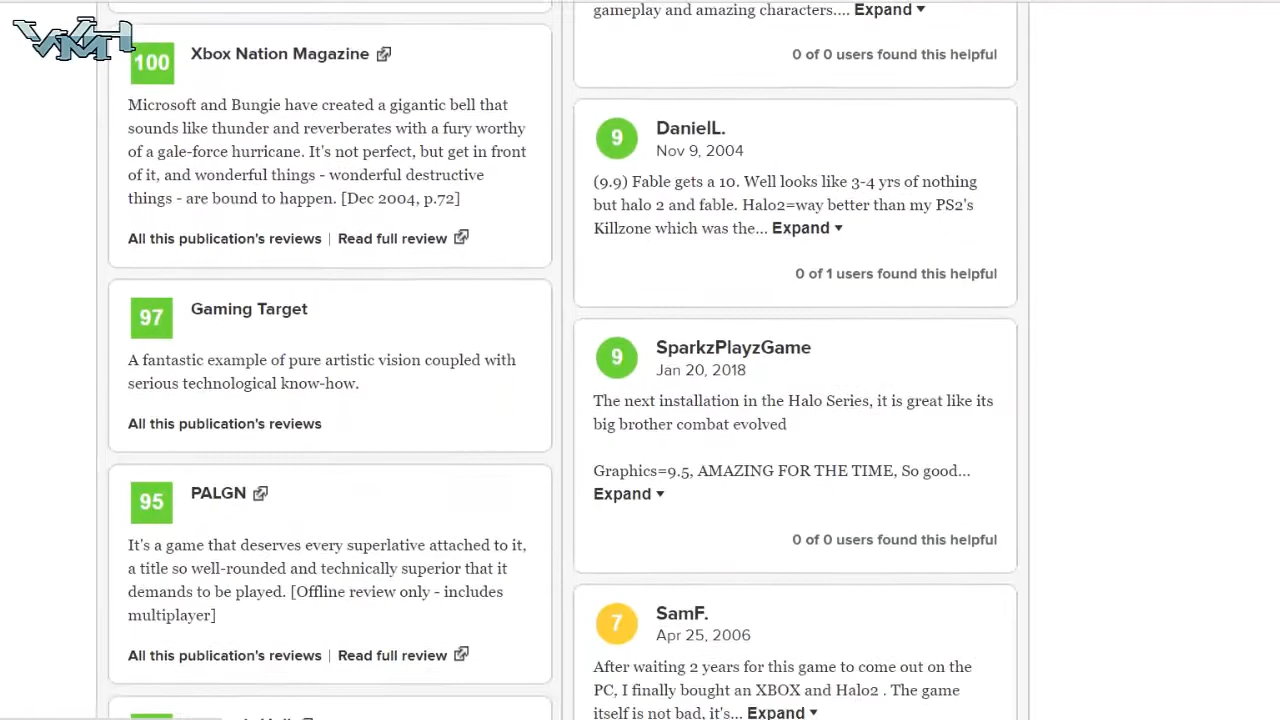 VvMH
100
Xbox Nation Magazine
Microsoft and Bungie have created a gigantic bell that
sounds like thunder and reverberates with a fury worthy
of a gale-force hurricane. It's not perfect, but get in front
of it, and wonderful things - wonderful destructive
things - are bound to happen. [Dec 2004, p.72]
All this publication's reviews | Read full review
97
Gaming Target
A fantastic example of pure artistic vision coupled with
serious technological know-how.
All this publication's reviews
95
PALGN
It's a game that deserves every superlative attached to it,
a title so well-rounded and technically superior that it
demands to be played. [Offline review only - includes
multiplayer]
All this publication's reviews | Read full review
gameplay and amazing characters.... Expand
0 of 0 users found this helpful
9
DanielL.
Nov 9, 2004
(9.9) Fable gets a 10. Well looks like 3-4 yrs of nothing
but halo 2 and fable. Halo2=way better than my PS2's
Killzone which was the... Expand
0 of 1 users found this helpful
9
SparkzPlayzGame
Jan 20, 2018
The next installation in the Halo Series, it is great like its
big brother combat evolved
Graphics=9.5, AMAZING FOR THE TIME, So good...
Expand
0 of 0 users found this helpful
7
SamF.
Apr 25, 2006
After waiting 2 years for this game to come out on the
PC, I finally bought an XBOX and Halo2 . The game
itself is not bad, it's... Expand